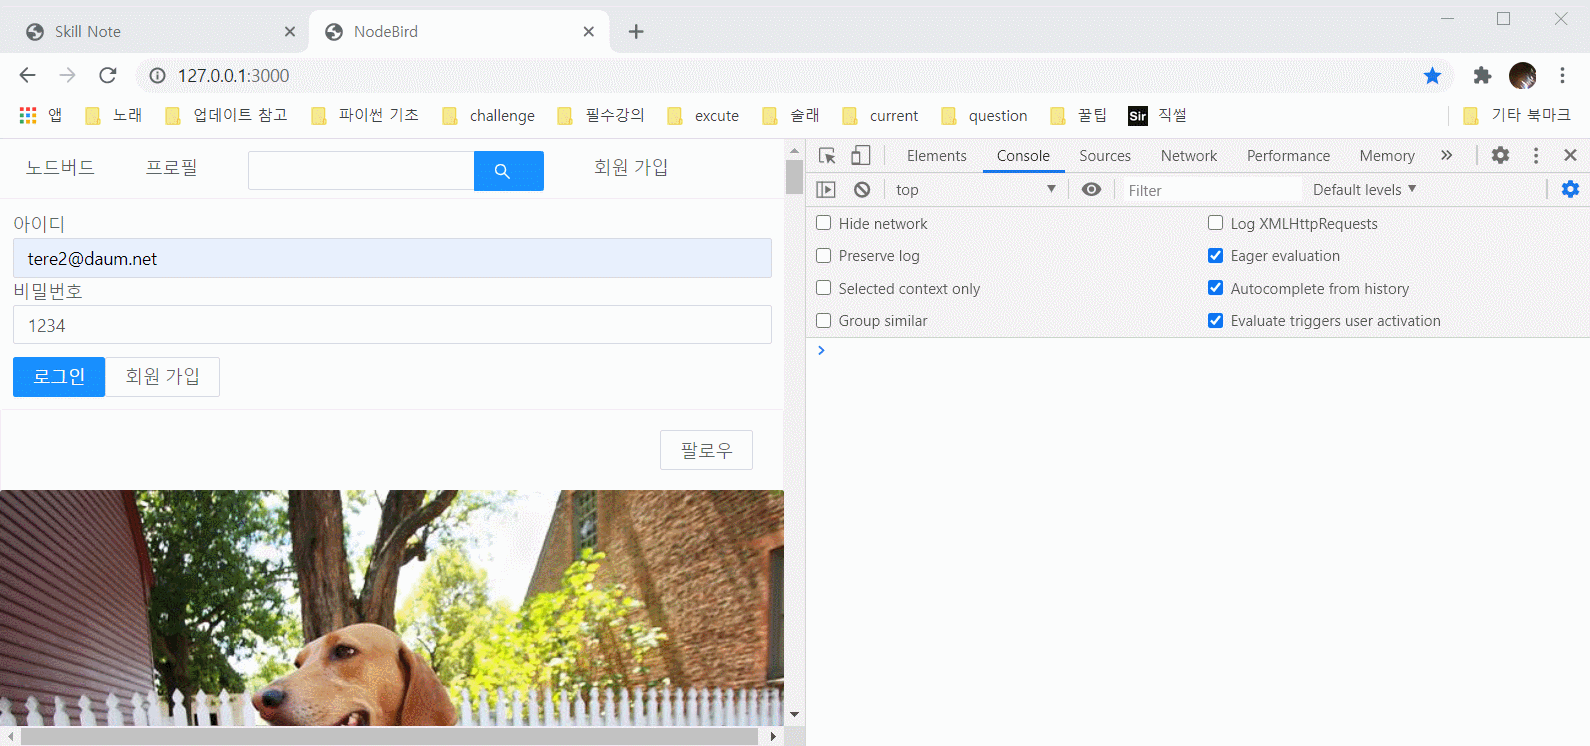 Skill Note
NodeBird
127.0.0.1:3000
앱 노래 업데이트 참고 파이썬 기초 challenge 필수강의 excute 술래 current question 꿀팁 Sir 직썰 기타 북마크
노드버드 프로필 회원 가입
아이디
tere2@daum.net
비밀번호
1234
로그인 회원 가입
팔로우
Elements Console Sources Network Performance Memory
top Filter Default levels
Hide network Log XMLHttpRequests
Preserve log Eager evaluation
Selected context only Autocomplete from history
Group similar Evaluate triggers user activation